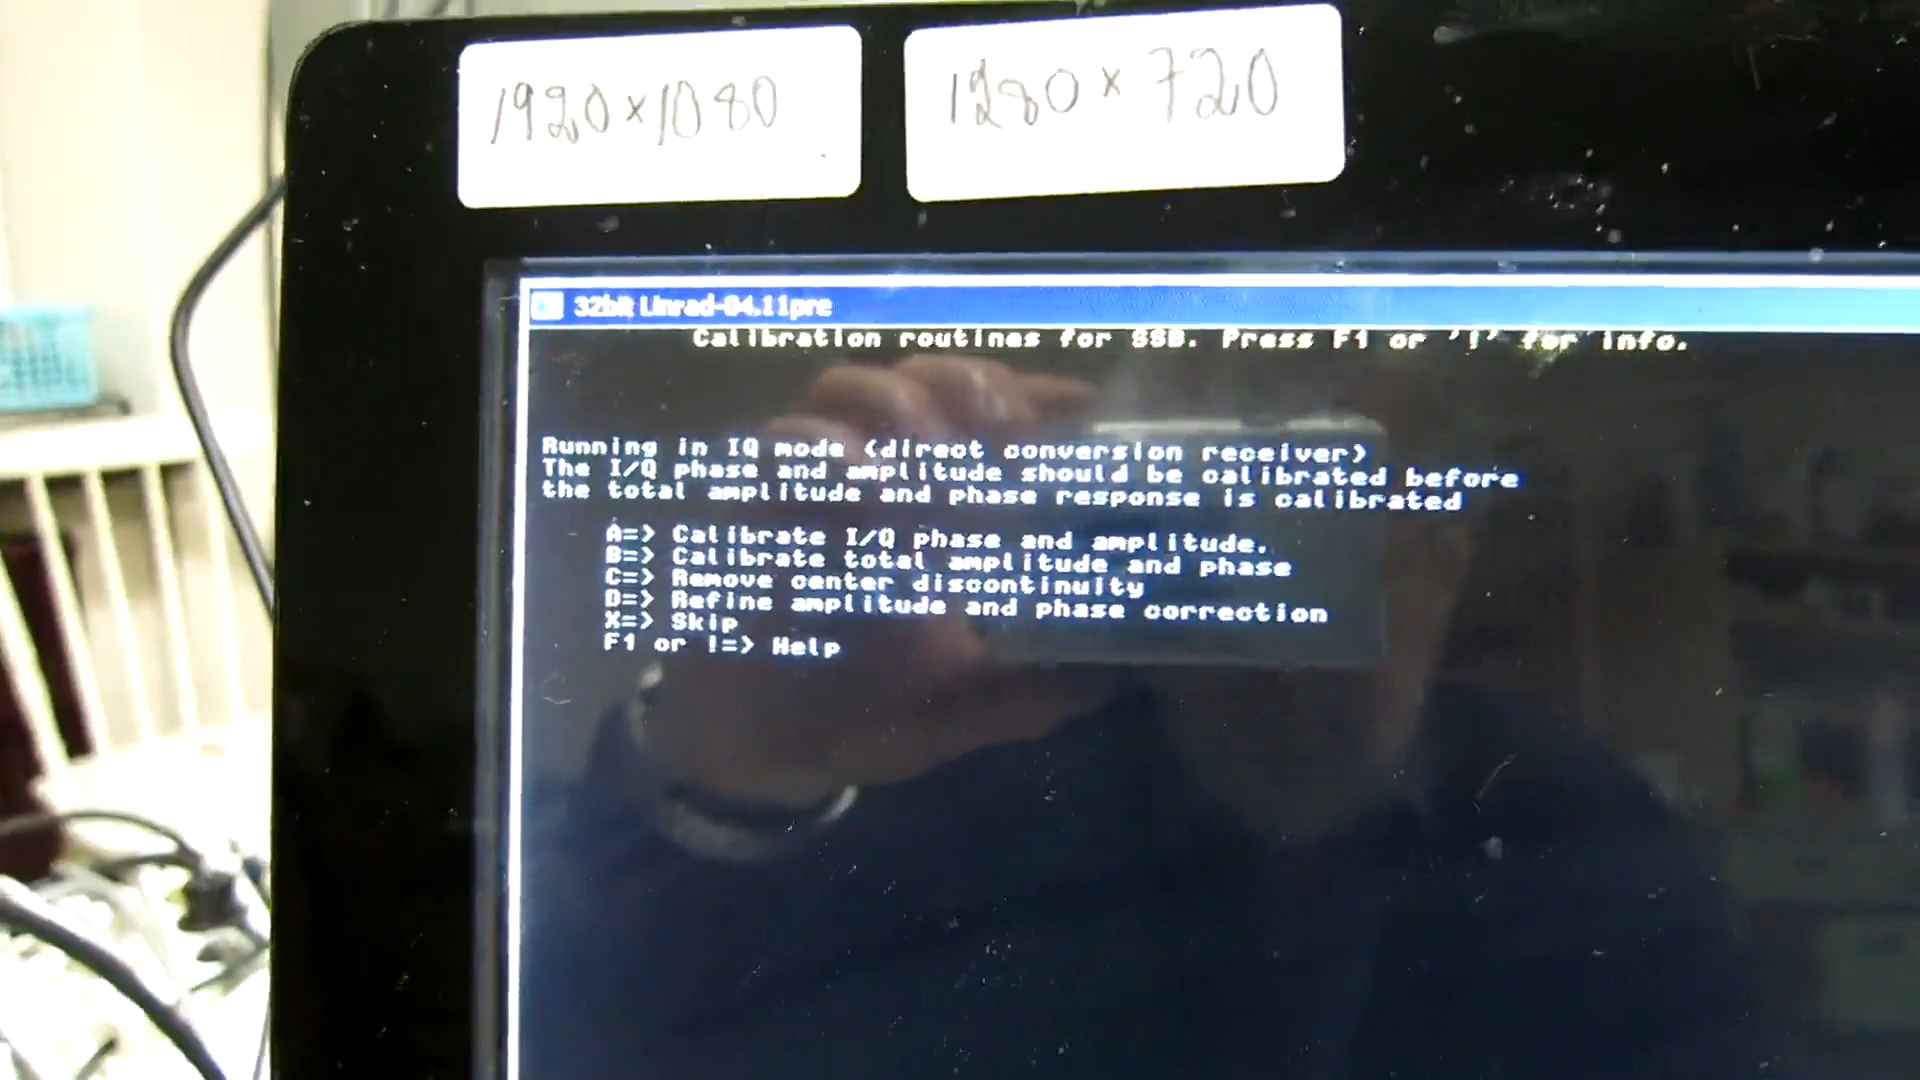 1920x1080
1280x720
32bit Linrad-04.11pre
Calibration routines for SSB. Press F1 or '!' for info.
Running in IQ mode (direct conversion receiver)
The I/Q phase and amplitude should be calibrated before
the total amplitude and phase response is calibrated
A=> Calibrate I/Q phase and amplitude.
B=> Calibrate total amplitude and phase
C=> Remove center discontinuity
D=> Refine amplitude and phase correction
X=> Skip
F1 or !=> Help